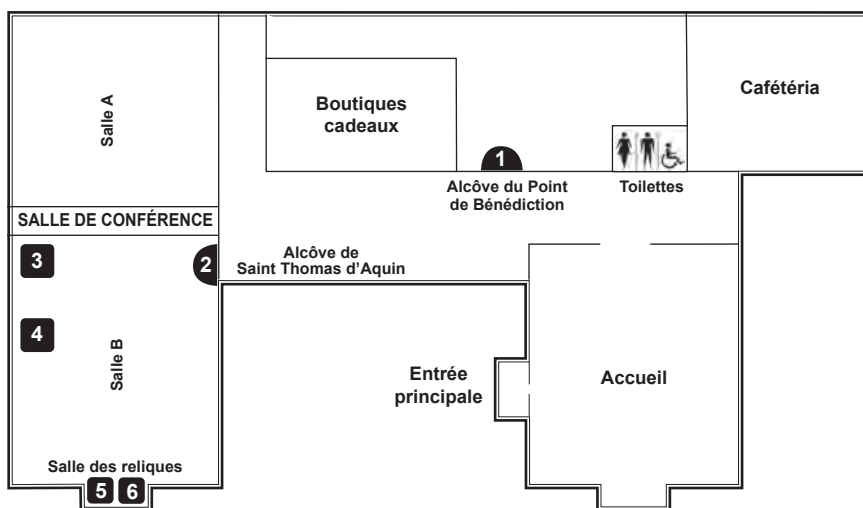 Salle A
Boutiques
cadeaux
Cafétéria
1
Alcôve du Point
de Bénédiction
Toilettes
SALLE DE CONFÉRENCE
3
2
Alcôve de
Saint Thomas d’Aquin
4
Salle B
Entrée
principale
Accueil
Salle des reliques
5
6